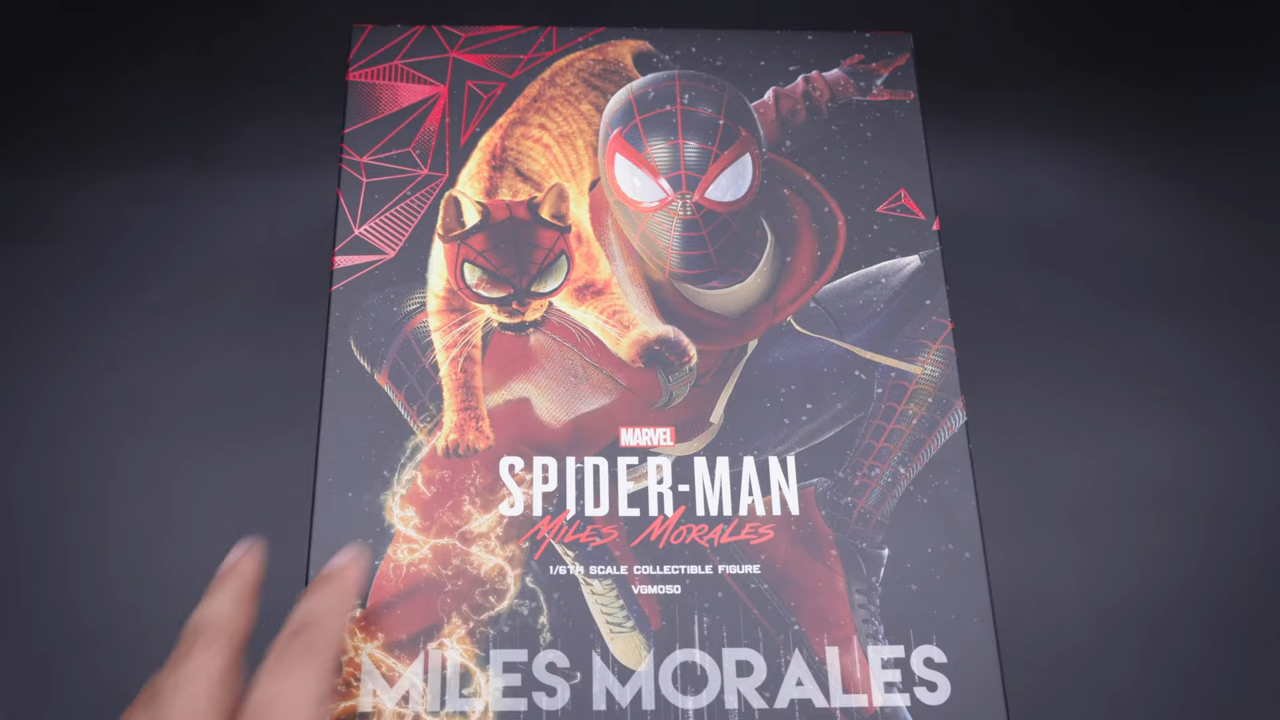 MARVEL
SPIDER-MAN
MILES MORALES
1/6TH SCALE COLLECTIBLE FIGURE
VGM050
MILES MORALES